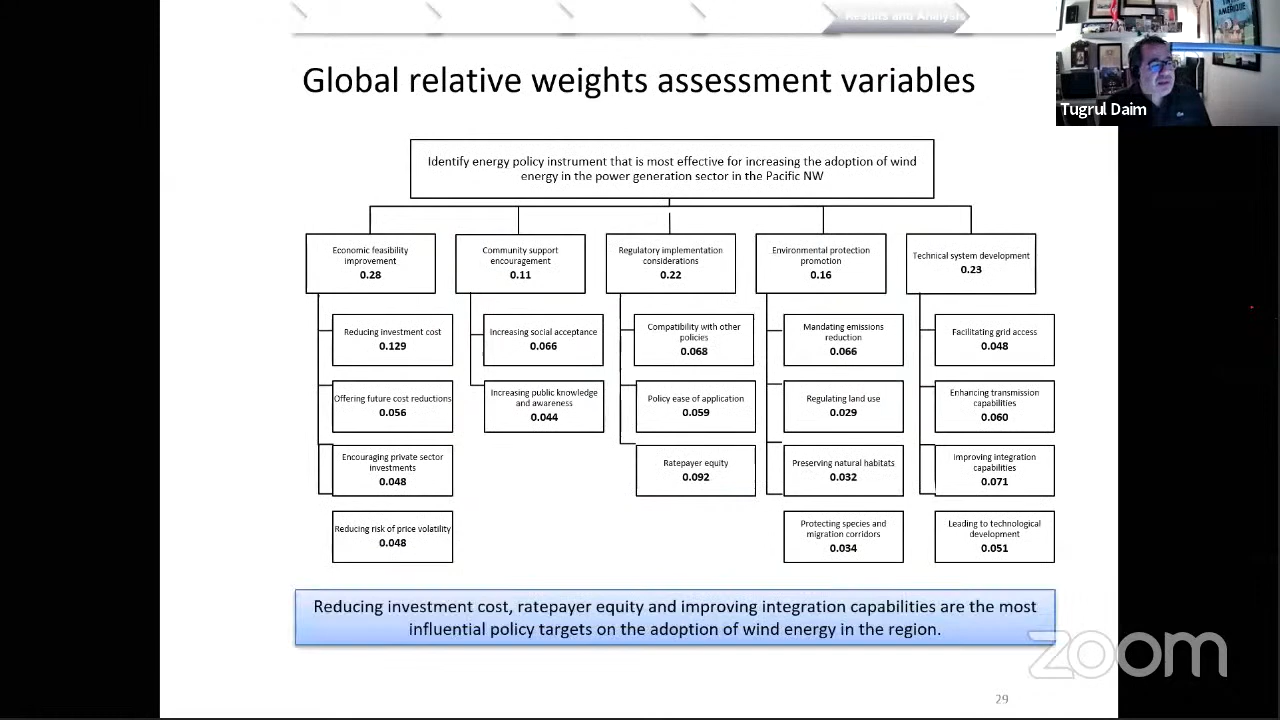 Results and Analysis
Tugrul Daim
Global relative weights assessment variables
Identify energy policy instrument that is most effective for increasing the adoption of wind
energy in the power generation sector in the Pacific NW
Economic feasibility
improvement
0.28
Reducing investment cost
0.129
Offering future cost reductions
0.056
Encouraging private sector
investments
0.048
Reducing risk of price volatility
0.048
Community support
encouragement
0.11
Increasing social acceptance
0.066
Increasing public knowledge
and awareness
0.044
Regulatory implementation
considerations
0.22
Compatibility with other
policies
0.068
Policy ease of application
0.059
Ratepayer equity
0.092
Environmental protection
promotion
0.16
Mandating emissions
reduction
0.066
Regulating land use
0.029
Preserving natural habitats
0.032
Protecting species and
migration corridors
0.034
Technical system development
0.23
Facilitating grid access
0.048
Enhancing transmission
capabilities
0.060
Improving integration
capabilities
0.071
Leading to technological
development
0.051
Reducing investment cost, ratepayer equity and improving integration capabilities are the most
influential policy targets on the adoption of wind energy in the region.
zoom
29